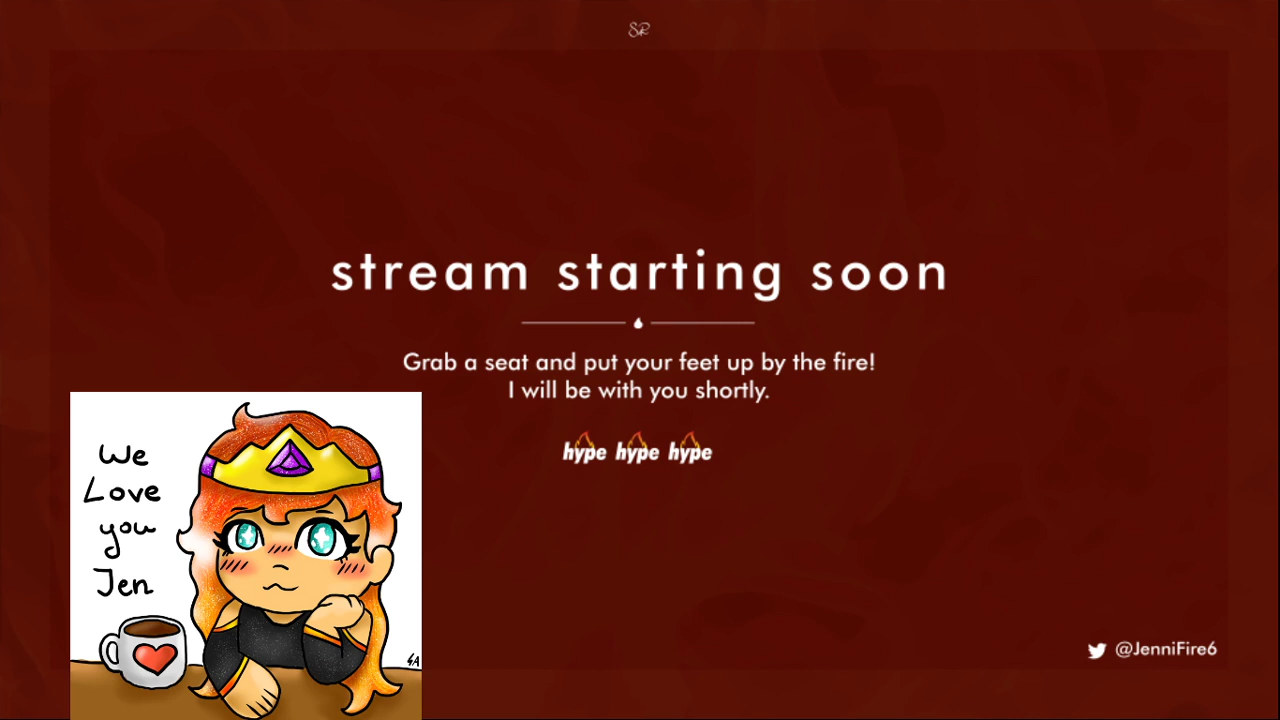 SR
stream starting soon
Grab a seat and put your feet up by the fire!
I will be with you shortly.
hype hype hype
We
Love
you
Jen
@JenniFire6